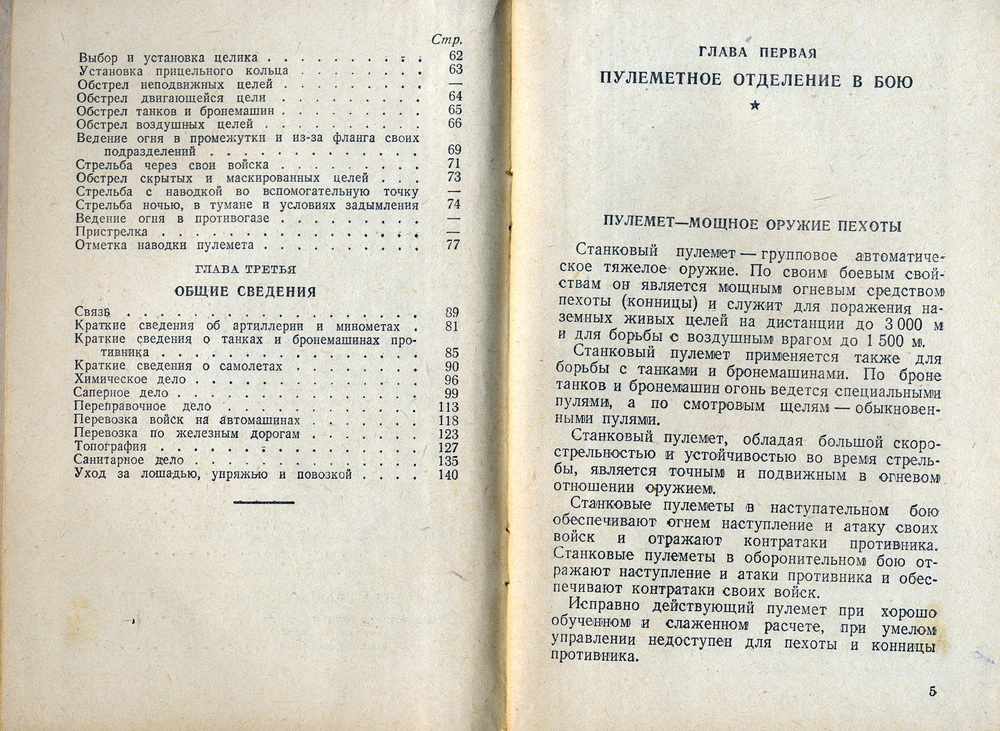 Стр.
Выбор и установка целика . . . . . . . . . . 62
Установка прицельного кольца . . . . . . . . 63
Обстрел неподвижных целей . . . . . . . . . —
Обстрел двигающейся цели . . . . . . . . . 64
Обстрел танков и бронемашин . . . . . . . . 65
Обстрел воздушных целей . . . . . . . . . . 66
Ведение огня в промежутки и из-за фланга своих
подразделений . . . . . . . . . . . . . 69
Стрельба через свои войска . . . . . . . . . 71
Обстрел скрытых и маскированных целей . . . . 73
Стрельба с наводкой во вспомогательную точку —
Стрельба ночью, в тумане и условиях задымления 74
Ведение огня в противогазе . . . . . . . . . —
Пристрелка . . . . . . . . . . . . . . . —
Отметка наводки пулемета . . . . . . . . . . 77
ГЛАВА ТРЕТЬЯ
ОБЩИЕ СВЕДЕНИЯ
Связь . . . . . . . . . . . . . . . . . 89
Краткие сведения об артиллерии и минометах . . 81
Краткие сведения о танках и бронемашинах про-
тивника . . . . . . . . . . . . . . . 85
Краткие сведения о самолетах . . . . . . . . 90
Химическое дело . . . . . . . . . . . . . 96
Саперное дело . . . . . . . . . . . . . . 99
Переправочное дело . . . . . . . . . . . . 113
Перевозка войск на автомашинах . . . . . . . 118
Перевозка по железным дорогам . . . . . . . 123
Топография . . . . . . . . . . . . . . . 127
Санитарное дело . . . . . . . . . . . . . 135
Уход за лошадью, упряжью и повозкой . . . . 140
ГЛАВА ПЕРВАЯ
ПУЛЕМЕТНОЕ ОТДЕЛЕНИЕ В БОЮ
★
ПУЛЕМЕТ—МОЩНОЕ ОРУЖИЕ ПЕХОТЫ
Станковый пулемет — групповое автоматиче-
ское тяжелое оружие. По своим боевым свой-
ствам он является мощным огневым средством
пехоты (конницы) и служит для поражения на-
земных живых целей на дистанции до 3 000 м
и для борьбы с воздушным врагом до 1 500 м.
Станковый пулемет применяется также для
борьбы с танками и бронемашинами. По броне
танков и бронемашин огонь ведется специальными
пулями, а по смотровым щелям — обыкновен-
ными пулями.
Станковый пулемет, обладая большой скоро-
стрельностью и устойчивостью во время стрель-
бы, является точным и подвижным в огневом
отношении оружием.
Станковые пулеметы в наступательном бою
обеспечивают огнем наступление и атаку своих
войск и отражают контратаки противника.
Станковые пулеметы в оборонительном бою от-
ражают наступление и атаки противника и обес-
печивают контратаки своих войск.
Исправно действующий пулемет при хорошо
обученном и слаженном расчете, при умелом
управлении недоступен для пехоты и конницы
противника.
5